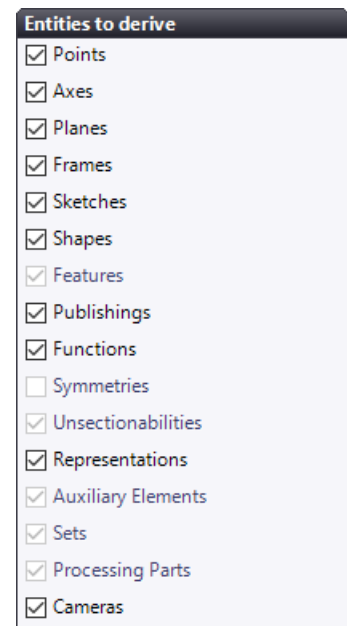 Entities to derive
Points
Axes
Planes
Frames
Sketches
Shapes
Features
Publishings
Functions
Symmetries
Unsectionabilities
Representations
Auxiliary Elements
Sets
Processing Parts
Cameras